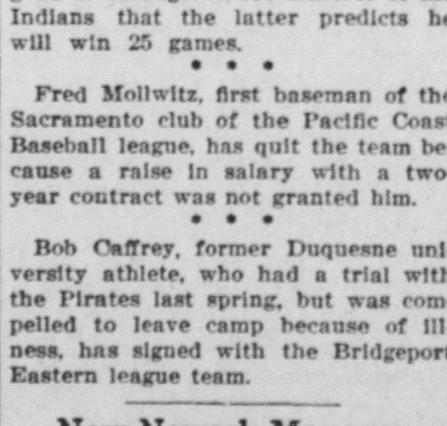 Indians that the latter predicts he
will win 25 games.
* * *
Fred Mollwitz, first baseman of the
Sacramento club of the Pacific Coast
Baseball league, has quit the team be-
cause a raise in salary with a two-
year contract was not granted him.
* * *
Bob Caffrey, former Duquesne uni-
versity athlete, who had a trial with
the Pirates last spring, but was com-
pelled to leave camp because of ill-
ness, has signed with the Bridgeport
Eastern league team.